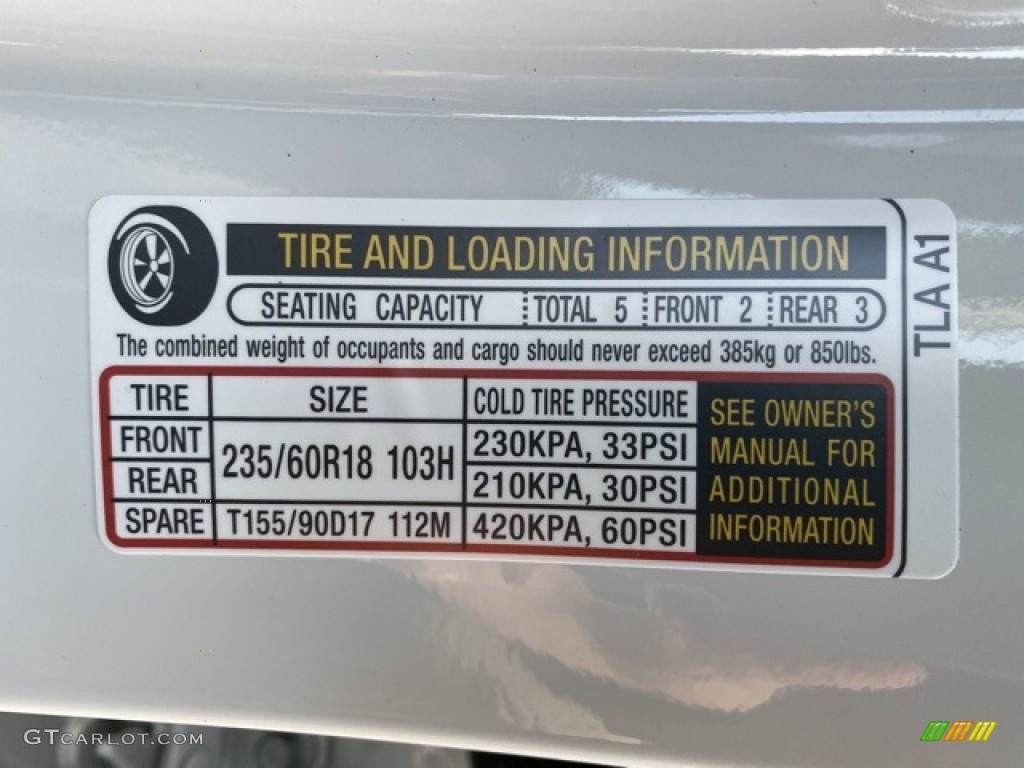 TIRE AND LOADING INFORMATION
SEATING CAPACITY TOTAL 5 FRONT 2 REAR 3
The combined weight of occupants and cargo should never exceed 385kg or 850lbs.
TIRE SIZE COLD TIRE PRESSURE
FRONT 235/60R18 103H 230KPA, 33PSI
REAR 210KPA, 30PSI
SPARE T155/90D17 112M 420KPA, 60PSI
SEE OWNER'S
MANUAL FOR
ADDITIONAL
INFORMATION
TLA A1
GTCARLOT.COM